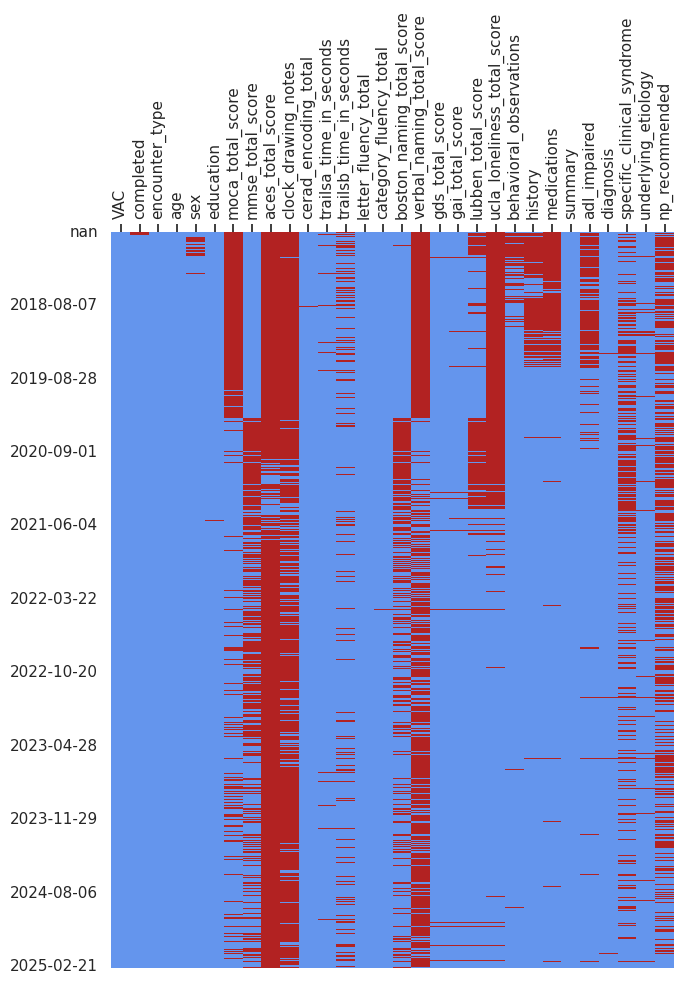 VAC
completed
encounter_type
age
sex
education
moca_total_score
mmse_total_score
aces_total_score
clock_drawing_notes
cerad_encoding_total
trailsa_time_in_seconds
trailsb_time_in_seconds
letter_fluency_total
category_fluency_total
boston_naming_total_score
verbal_naming_total_score
gds_total_score
gai_total_score
lubben_total_score
ucla_lonliness_total_score
behavioral_observations
history
medications
summary
adl_impaired
diagnosis
specific_clinical_syndrome
underlying_etiology
np_recommended
nan
2018-08-07
2019-08-28
2020-09-01
2021-06-04
2022-03-22
2022-10-20
2023-04-28
2023-11-29
2024-08-06
2025-02-21